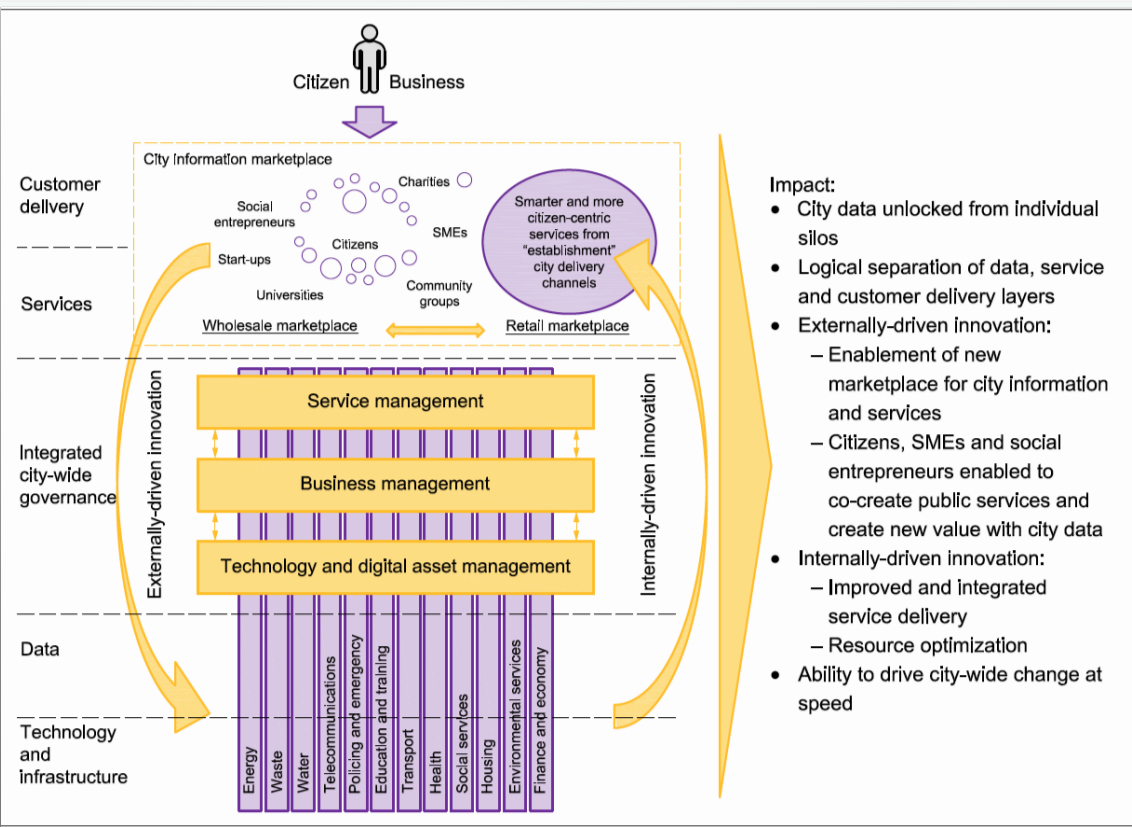 Citizen Business
City information marketplace
Customer
delivery
Charities
Social
entrepreneurs
SMEs
Citizens
Start-ups
Universities
Community
groups
Smarter and more
citizen-centric
services from
“establishment”
city delivery
channels
Services
Wholesale marketplace
Retail marketplace
Integrated
city-wide
governance
Externally-driven innovation
Service management
Business management
Technology and digital asset management
Internally-driven innovation
Data
Technology
and
infrastructure
Energy
Waste
Water
Telecommunications
Policing and emergency
Education and training
Transport
Health
Social services
Housing
Environmental services
Finance and economy
Impact:
• City data unlocked from individual
silos
• Logical separation of data, service
and customer delivery layers
• Externally-driven innovation:
– Enablement of new
marketplace for city information
and services
– Citizens, SMEs and social
entrepreneurs enabled to
co-create public services and
create new value with city data
• Internally-driven innovation:
– Improved and integrated
service delivery
– Resource optimization
• Ability to drive city-wide change at
speed